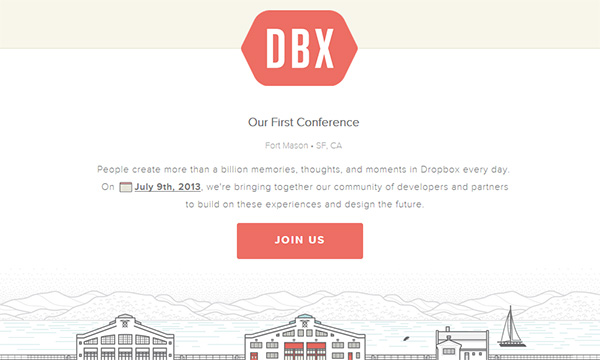 DBX
Our First Conference
Fort Mason • SF, CA
People create more than a billion memories, thoughts, and moments in Dropbox every day.
On July 9th, 2013, we're bringing together our community of developers and partners
to build on these experiences and design the future.
JOIN US